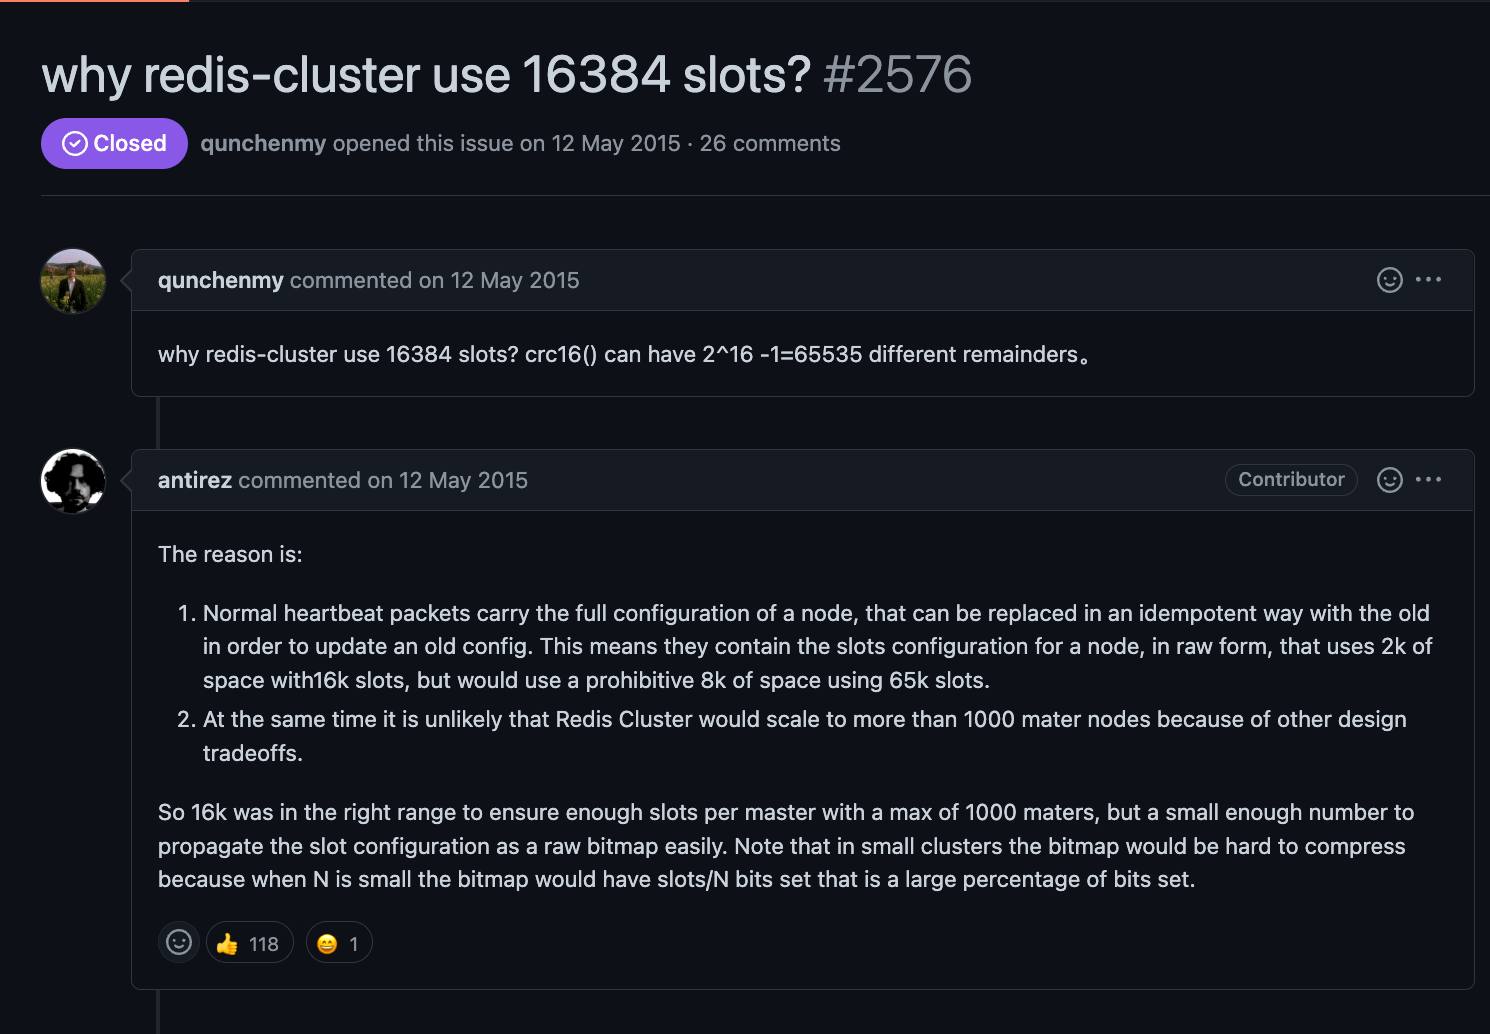 why redis-cluster use 16384 slots? #2576
Closed qunchenmy opened this issue on 12 May 2015 · 26 comments
qunchenmy commented on 12 May 2015
why redis-cluster use 16384 slots? crc16() can have 2^16 -1=65535 different remainders。
antirez commented on 12 May 2015 Contributor
The reason is:
1. Normal heartbeat packets carry the full configuration of a node, that can be replaced in an idempotent way with the old
in order to update an old config. This means they contain the slots configuration for a node, in raw form, that uses 2k of
space with16k slots, but would use a prohibitive 8k of space using 65k slots.
2. At the same time it is unlikely that Redis Cluster would scale to more than 1000 mater nodes because of other design
tradeoffs.
So 16k was in the right range to ensure enough slots per master with a max of 1000 maters, but a small enough number to
propagate the slot configuration as a raw bitmap easily. Note that in small clusters the bitmap would be hard to compress
because when N is small the bitmap would have slots/N bits set that is a large percentage of bits set.
👍 118 😄 1